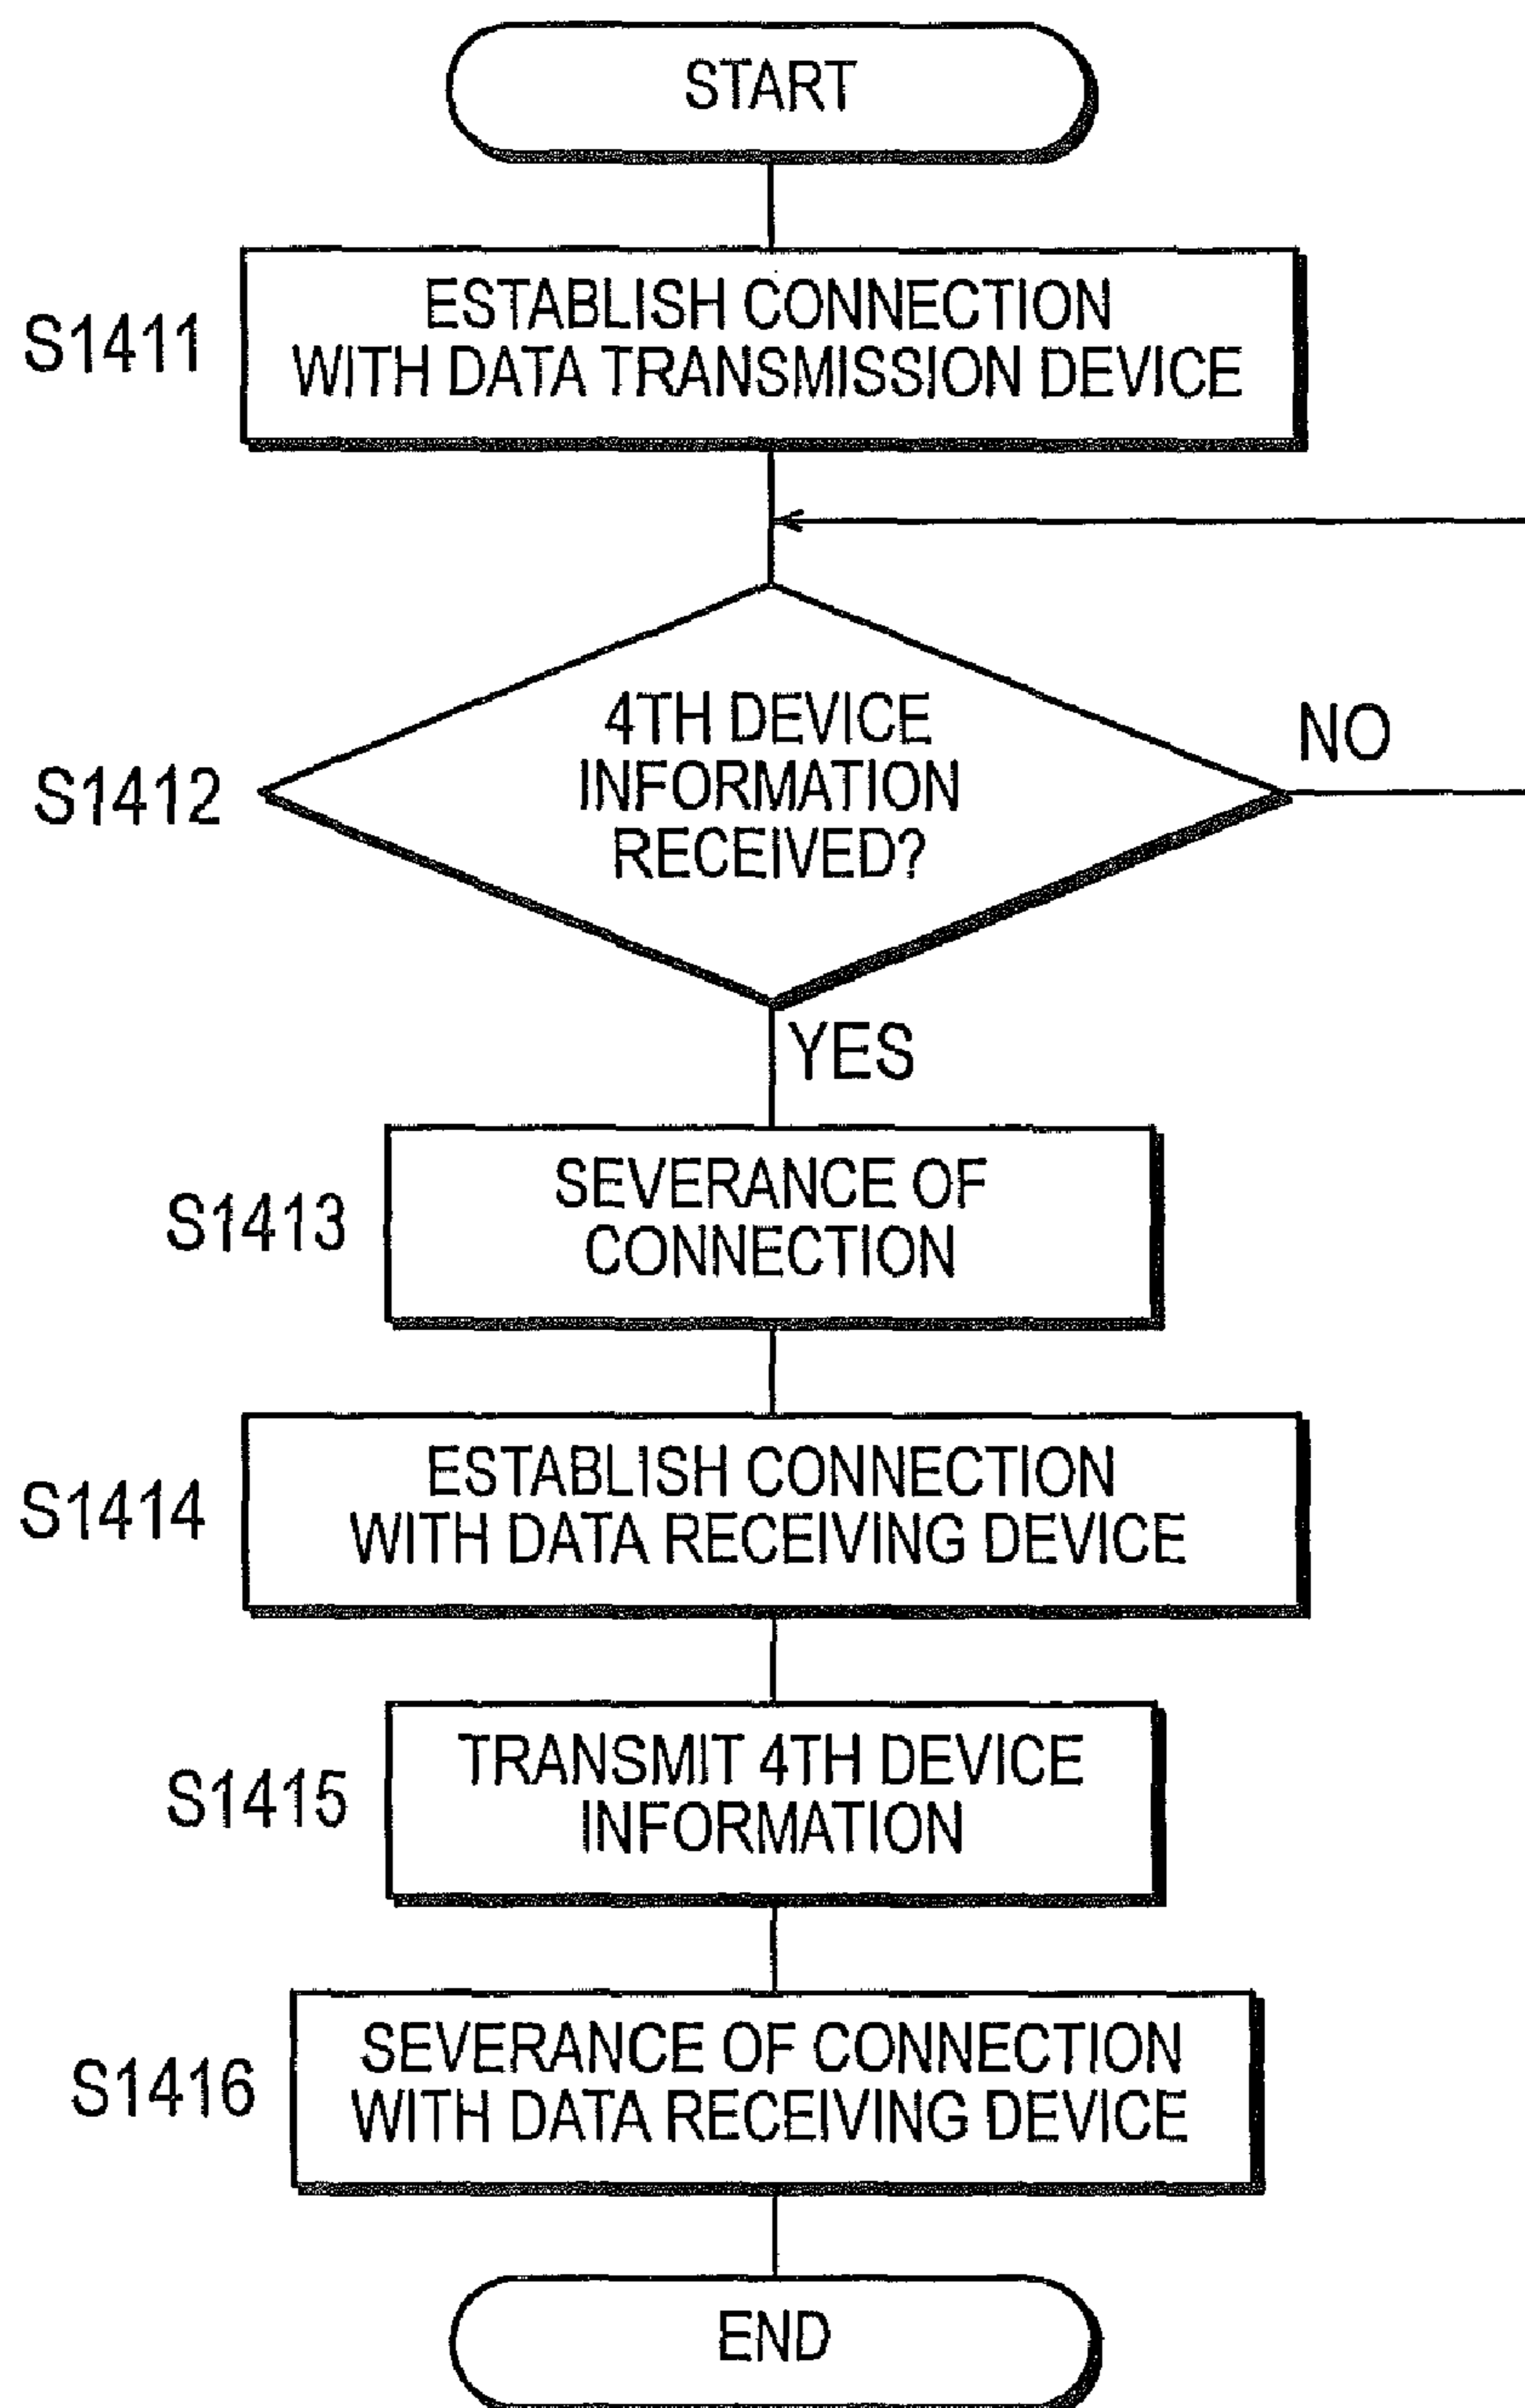 START
S1411
ESTABLISH CONNECTION
WITH DATA TRANSMISSION DEVICE
S1412
4TH DEVICE
INFORMATION
RECEIVED?
NO
YES
S1413
SEVERANCE OF
CONNECTION
S1414
ESTABLISH CONNECTION
WITH DATA RECEIVING DEVICE
S1415
TRANSMIT 4TH DEVICE
INFORMATION
S1416
SEVERANCE OF CONNECTION
WITH DATA RECEIVING DEVICE
END